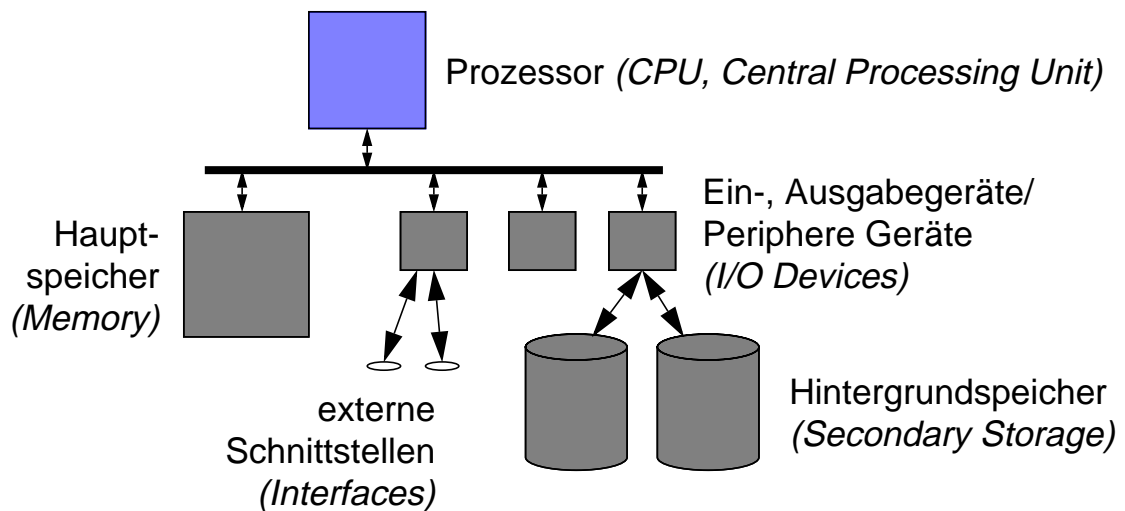 Prozessor (CPU, Central Processing Unit)
Ein-, Ausgabegeräte/
Periphere Geräte
(I/O Devices)
Haupt-
speicher
(Memory)
externe
Schnittstellen
(Interfaces)
Hintergrundspeicher
(Secondary Storage)